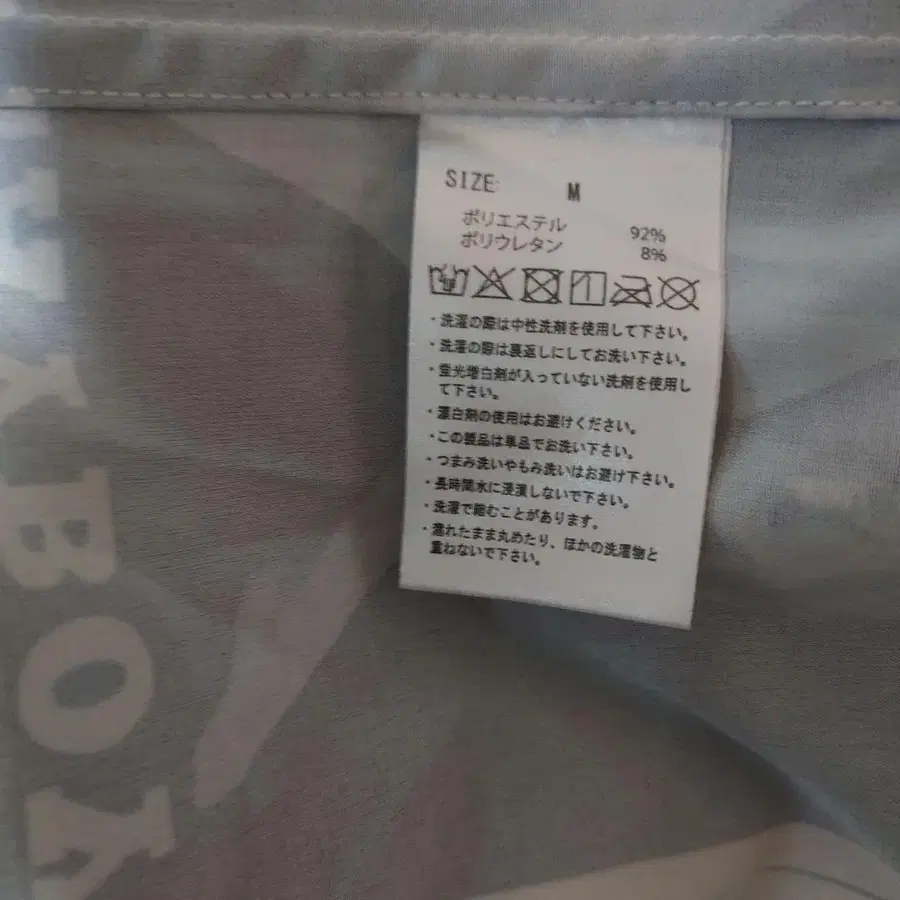 SIZE: M
ポリエステル 92%
ポリウレタン 8%
・洗濯の際は中性洗剤を使用して下さい。
・洗濯の際は裏返しにしてお洗い下さい。
・蛍光増白剤が入っていない洗剤を使用し
て下さい。
・漂白剤の使用はお避けください。
・この製品は単品でお洗い下さい。
・つまみ洗いやもみ洗いはお避け下さい。
・長時間水に浸漬しないで下さい。
・洗濯で縮むことがあります。
・濡れたまま丸めたり、ほかの洗濯物と
重ねないで下さい。
BOY